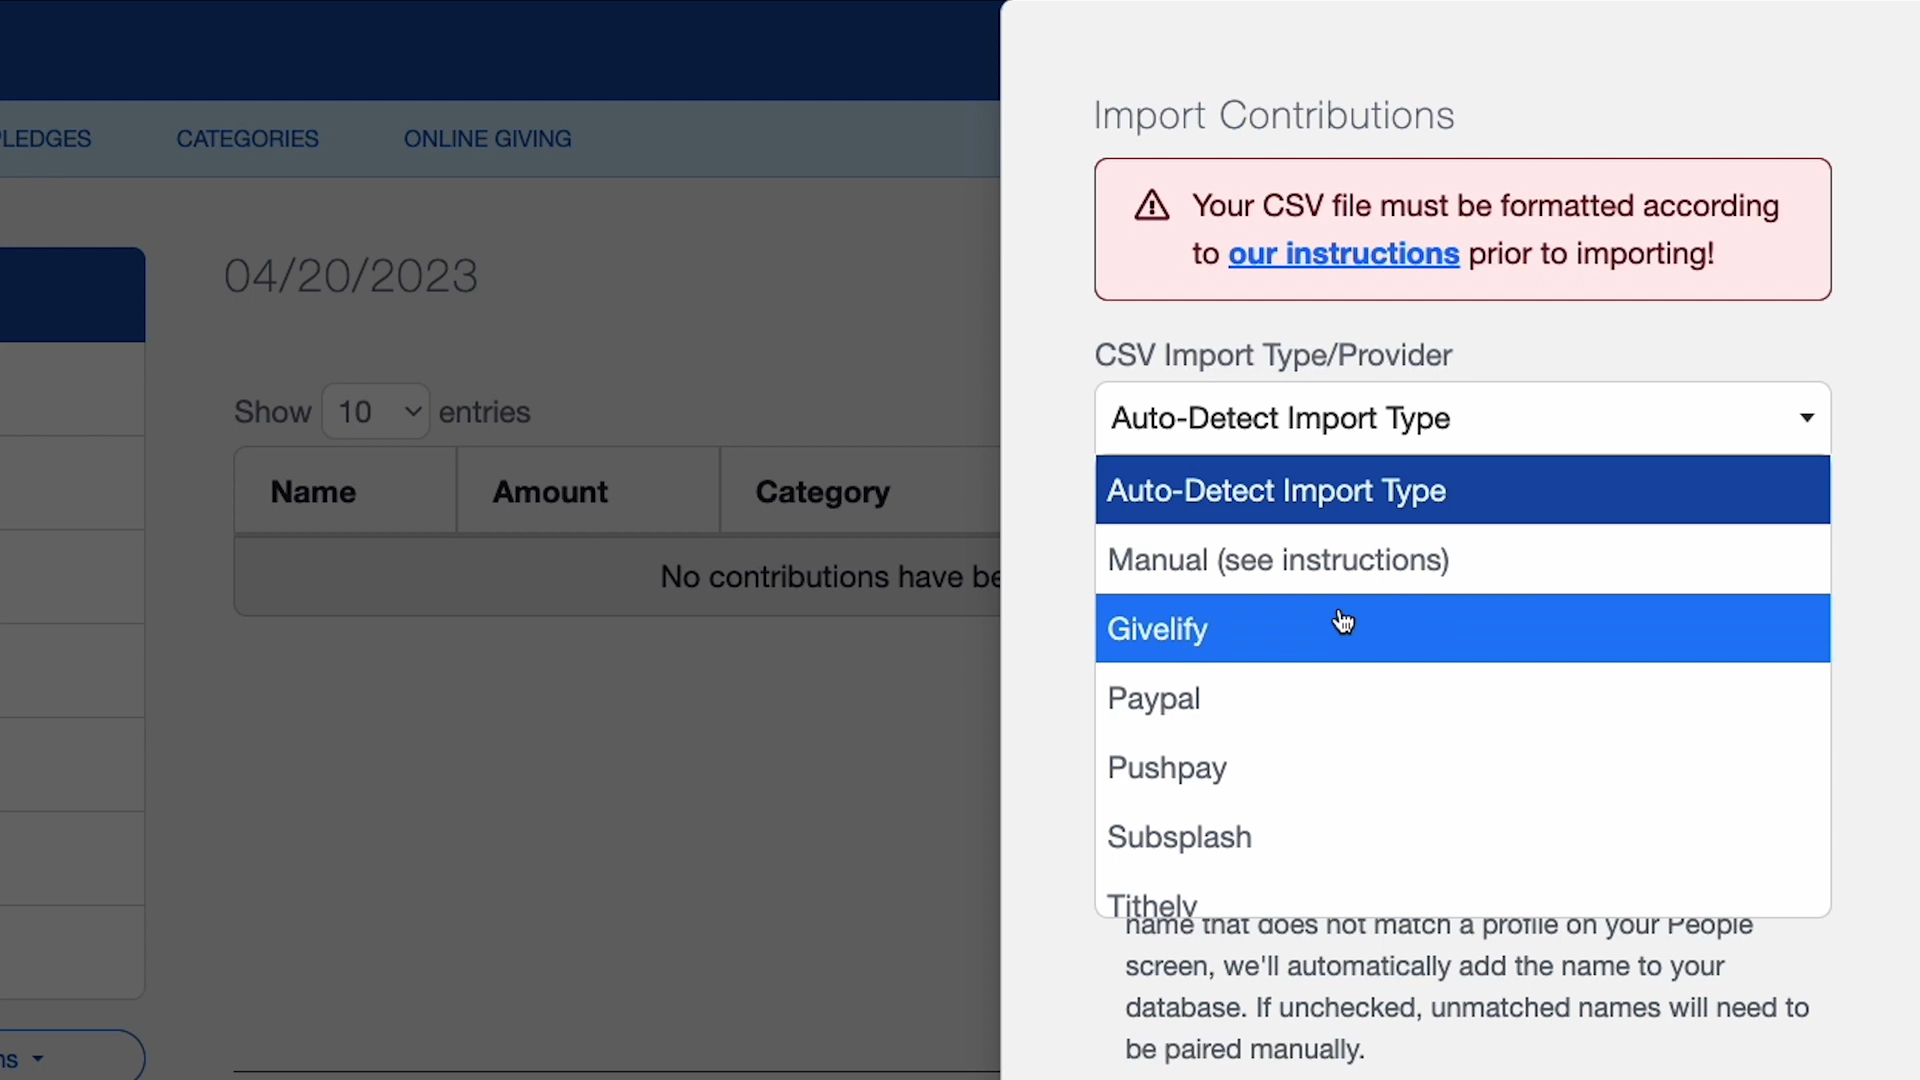 LEDGES CATEGORIES ONLINE GIVING
04/20/2023
Show 10 entries
Name Amount Category
No contributions have be
ns
Import Contributions
Your CSV file must be formatted according
to our instructions prior to importing!
CSV Import Type/Provider
Auto-Detect Import Type
Auto-Detect Import Type
Manual (see instructions)
Givelify
Paypal
Pushpay
Subsplash
Tithely
name that does not match a profile on your People
screen, we'll automatically add the name to your
database. If unchecked, unmatched names will need to
be paired manually.